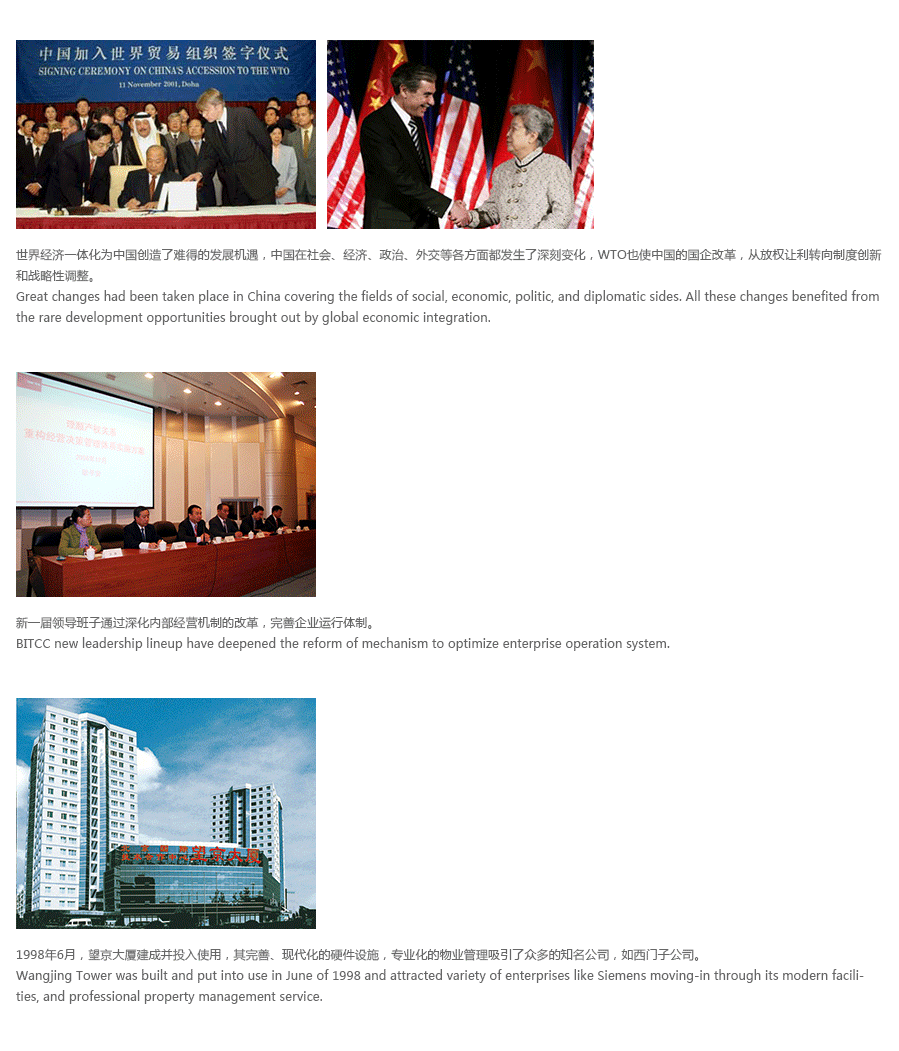 中国加入世界贸易组织签字仪式
SIGNING CEREMONY ON CHINA'S ACCESSION TO THE WTO
11 November 2001, Doha
世界经济一体化为中国创造了难得的发展机遇，中国在社会、经济、政治、外交等各方面都发生了深刻变化，WTO也使中国的国企改革，从放权让利转向制度创新
和战略性调整。
Great changes had been taken place in China covering the fields of social, economic, politic, and diplomatic sides. All these changes benefited from
the rare development opportunities brought out by global economic integration.
理顺产权关系
新一届领导班子通过深化内部经营机制的改革，完善企业运行体制。
BITCC new leadership lineup have deepened the reform of mechanism to optimize enterprise operation system.
望京大厦
1998年6月，望京大厦建成并投入使用，其完善、现代化的硬件设施，专业化的物业管理吸引了众多的知名公司，如西门子公司。
Wangjing Tower was built and put into use in June of 1998 and attracted variety of enterprises like Siemens moving-in through its modern facili-
ties, and professional property management service.